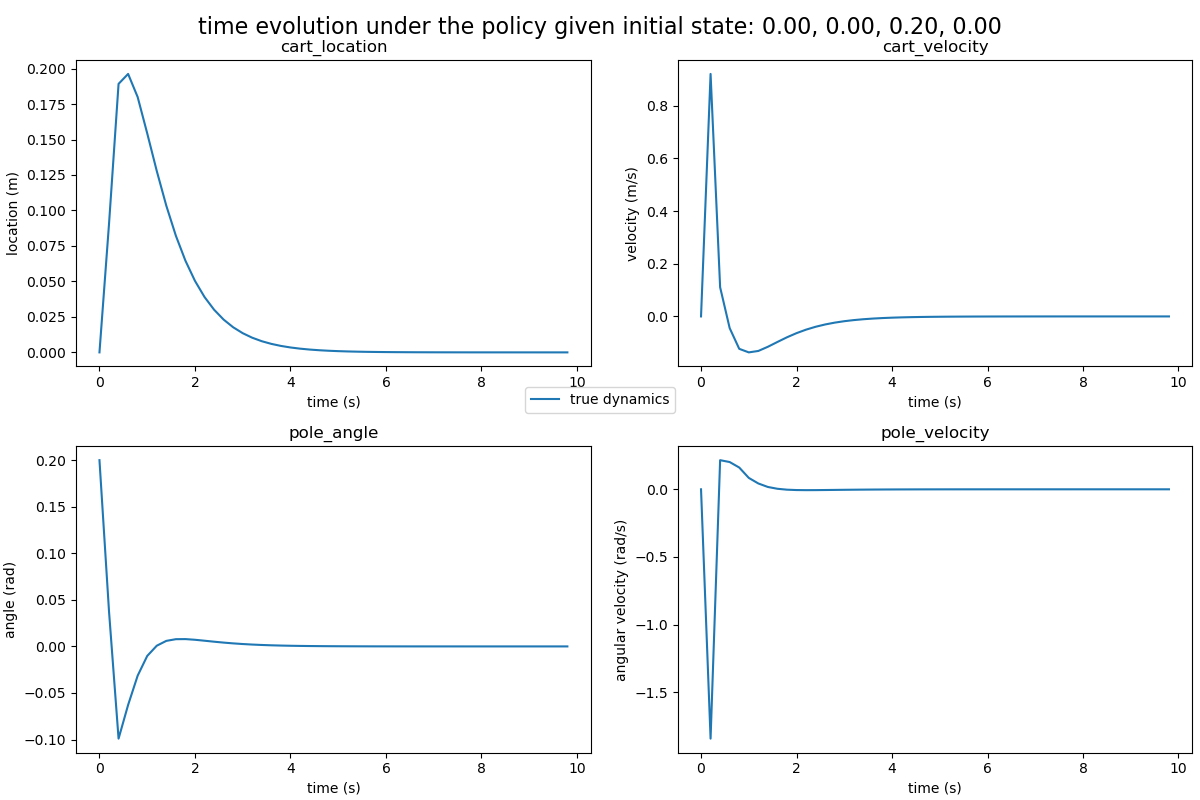 time evolution under the policy given initial state: 0.00, 0.00, 0.20, 0.00
cart_location
0.200
0.175
0.150
0.125
0.100
0.075
0.050
0.025
0.000
location (m)
0 2 4 6 8 10
time (s)
cart_velocity
0.8
0.6
0.4
0.2
0.0
velocity (m/s)
0 2 4 6 8 10
time (s)
true dynamics
pole_angle
0.20
0.15
0.10
0.05
0.00
−0.05
−0.10
angle (rad)
0 2 4 6 8 10
time (s)
pole_velocity
0.0
−0.5
−1.0
−1.5
angular velocity (rad/s)
0 2 4 6 8 10
time (s)